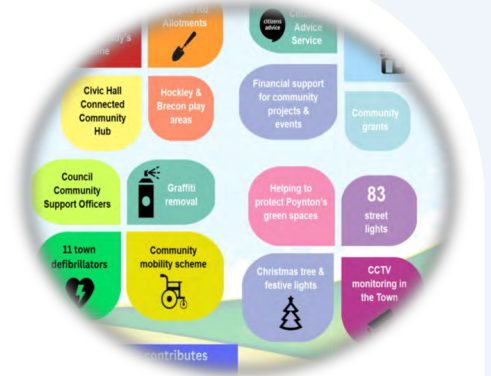 Allotments
citizens
advice
Advice
Service
Civic Hall
Connected
Community
Hub
Hockley &
Brecon play
areas
Financial support
for community
projects &
events
Community
grants
Council
Community
Support Officers
Graffiti
removal
Helping to
protect Poynton's
green spaces
83
street
lights
11 town
defibrillators
Community
mobility scheme
Christmas tree &
festive lights
CCTV
monitoring in
the Town
contributes